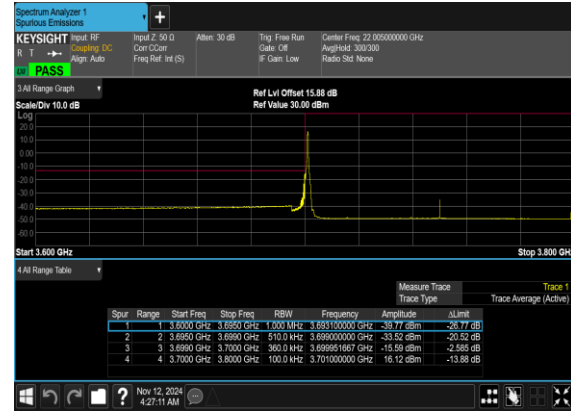 Spectrum Analyzer 1
Spurious Emissions
KEYSIGHT Input: RF Input Z: 50 Ω Atten: 30 dB Trig: Free Run Center Freq: 22.005000000 GHz
R T Coupling: DC Corr CCorr Gate: Off Avg|Hold: 300/300
Align: Auto Freq Ref: Int (S) IF Gain: Low Radio Std: None
PASS
3 All Range Graph
Ref Lvl Offset 15.88 dB
Scale/Div 10.0 dB Ref Value 30.00 dBm
Log
20.0
10.0
0.00
-10.0
-20.0
-30.0
-40.0
-50.0
-60.0
Start 3.600 GHz Stop 3.800 GH
4 All Range Table
Measure Trace Trace 1
Trace Type Trace Average (Active)
Spur Range Start Freq Stop Freq RBW Frequency Amplitude ΔLimit
1 1 3.6000 GHz 3.6950 GHz 1.000 MHz 3.693100000 GHz -39.77 dBm -26.77 dB
2 2 3.6950 GHz 3.6990 GHz 510.0 kHz 3.699000000 GHz -33.52 dBm -20.52 dB
3 3 3.6990 GHz 3.7000 GHz 360.0 kHz 3.699951667 GHz -15.59 dBm -2.585 dB
4 4 3.7000 GHz 3.8000 GHz 100.0 kHz 3.701000000 GHz 16.12 dBm -13.88 dB
? Nov 12, 2024
4:27:11 AM